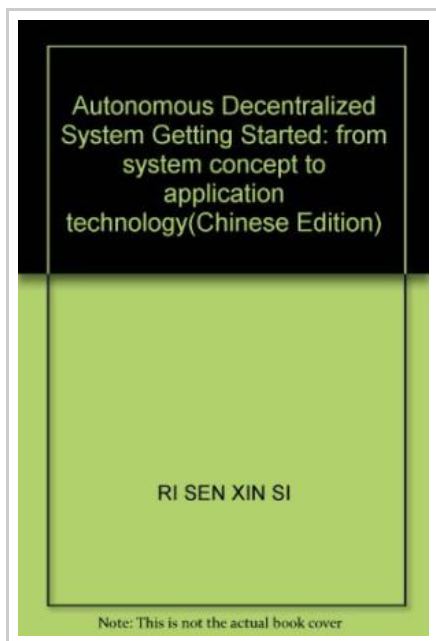 Autonomous Decentralized
System Getting Started: from
system concept to
application
technology(Chinese Edition)
RI SEN XIN SI
Note: This is not the actual book cover